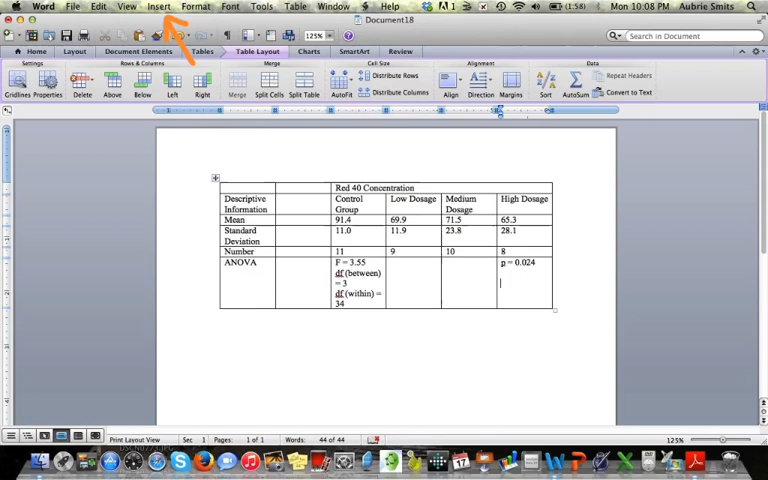 Word File Edit View Insert Format Font Tools Table Window Help (1:58) Mon 10:08 PM Aubrie Smits
Document18
125% Search in Document
Home Layout Document Elements Tables Table Layout Charts SmartArt Review
Settings Rows & Columns Merge Alignment Data
Distribute Rows Repeat Headers
Distribute Columns Convert to Text
Gridlines Properties Delete Above Below Left Right Merge Split Cells Split Table AutoFit Align Direction Margins Sort AutoSum
Red 40 Concentration
Descriptive Control Low Dosage Medium High Dosage
Information Group Dosage
Mean 91.4 69.9 71.5 65.3
Standard 11.0 11.9 23.8 28.1
Deviation
Number 11 9 10 8
ANOVA F = 3.55 p = 0.024
df (between)
= 3
df (within) =
34
Print Layout View Sec 1 Pages: 1 of 1 Words: 44 of 44 125%